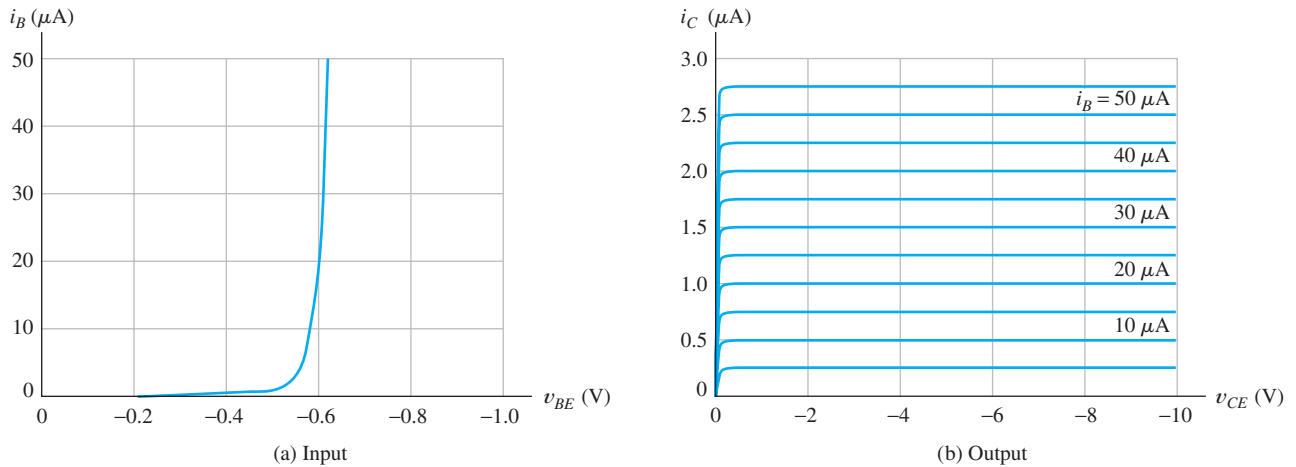 i_B (μA)
50
40
30
20
10
0
0 −0.2 −0.4 −0.6 −0.8 −1.0
v_BE (V)
(a) Input
i_C (μA)
3.0
2.5
2.0
1.5
1.0
0.5
0
i_B = 50 μA
40 μA
30 μA
20 μA
10 μA
0 −2 −4 −6 −8 −10
v_CE (V)
(b) Output